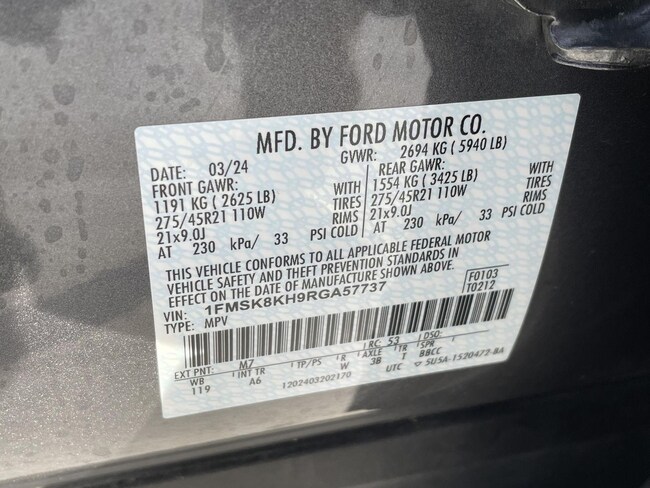 MFD. BY FORD MOTOR CO.
DATE: 03/24 GVWR: 2694 KG ( 5940 LB)
FRONT GAWR: REAR GAWR:
1191 KG ( 2625 LB) WITH 1554 KG ( 3425 LB) WITH
275/45R21 110W TIRES 275/45R21 110W TIRES
21x9.0J RIMS 21x9.0J RIMS
AT 230 kPa/ 33 PSI COLD AT 230 kPa/ 33 PSI COLD
THIS VEHICLE CONFORMS TO ALL APPLICABLE FEDERAL MOTOR
VEHICLE SAFETY AND THEFT PREVENTION STANDARDS IN
EFFECT ON THE DATE OF MANUFACTURE SHOWN ABOVE.
VIN: 1FMSK8KH9RGA57737 F0103
TYPE: MPV T0212
EXT PNT: M7 RC: 53 DSO:
WB INT TR TP/PS R AXLE TR SPR
119 A6 W 3B T BBCC
1202403202170 UTC 5USA-1520472-BA